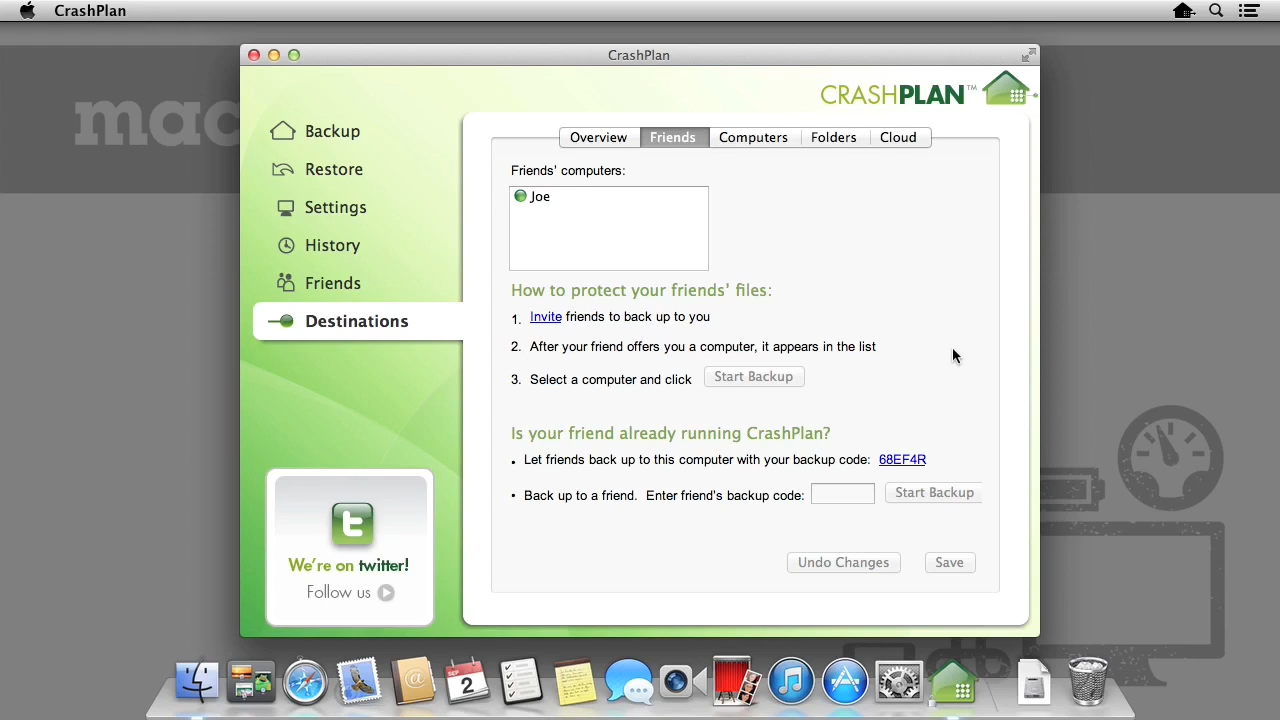 CrashPlan
CrashPlan
mac
CRASHPLAN™
Backup
Restore
Settings
History
Friends
Destinations
Overview
Friends
Computers
Folders
Cloud
Friends' computers:
Joe
How to protect your friends' files:
1. Invite friends to back up to you
2. After your friend offers you a computer, it appears in the list
3. Select a computer and click Start Backup
Is your friend already running CrashPlan?
• Let friends back up to this computer with your backup code: 68EF4R
• Back up to a friend. Enter friend's backup code: Start Backup
Undo Changes
Save
t
We're on twitter!
Follow us
SEP
2